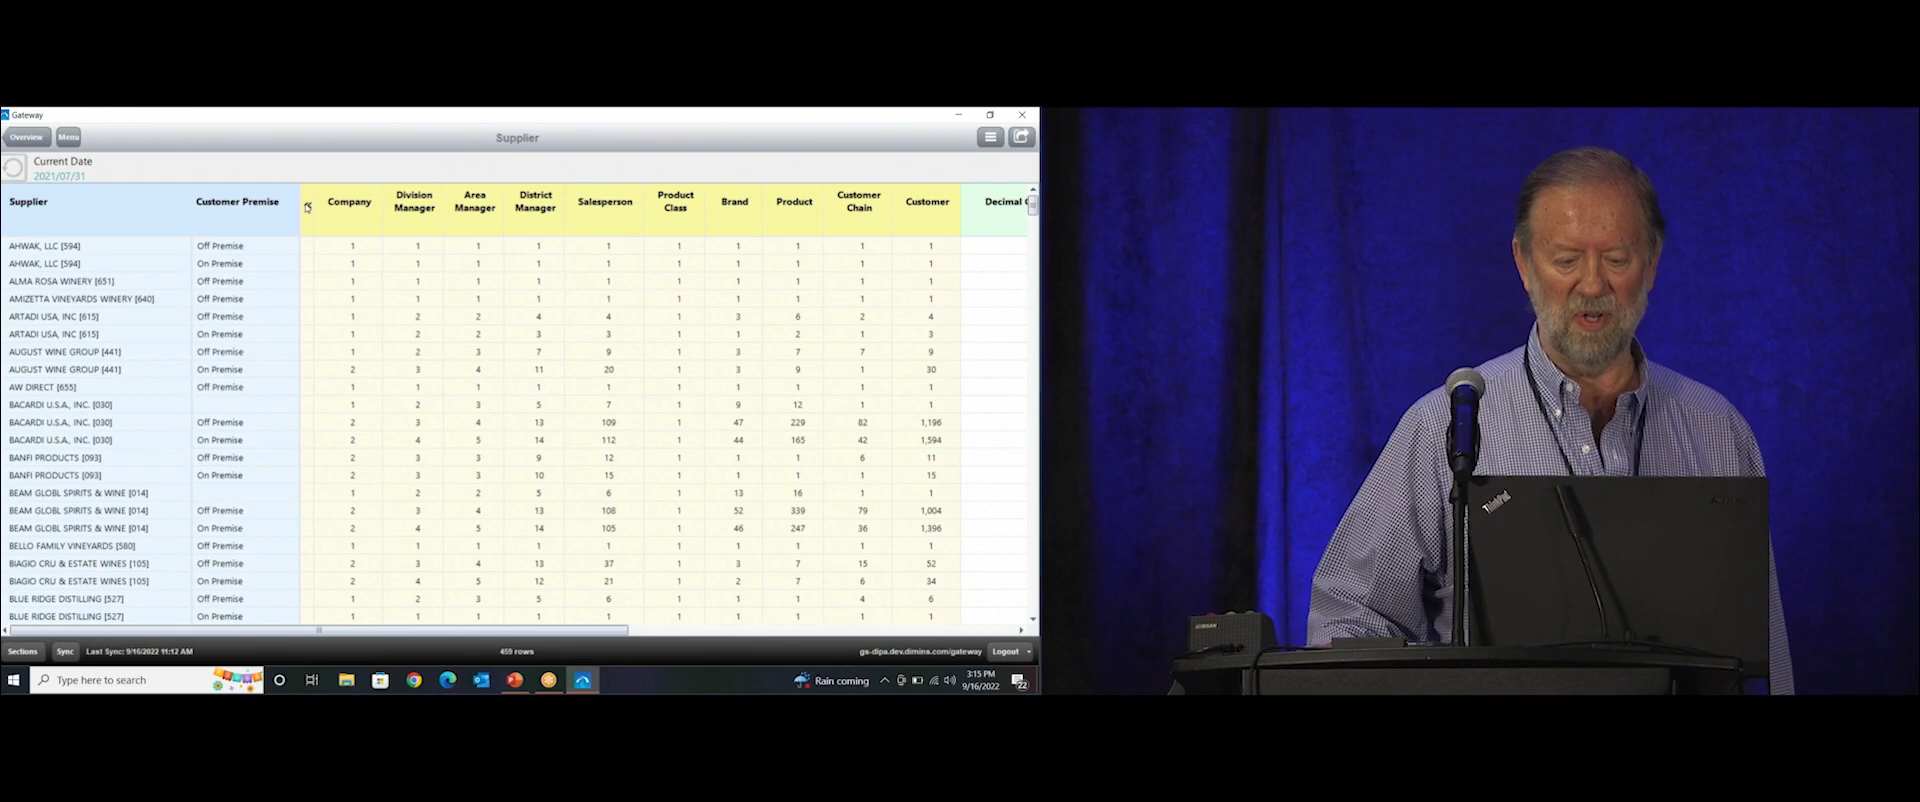 Gateway
Overview Menu Supplier
Current Date
2021/07/31
Supplier Customer Premise Company Division Manager Area Manager District Manager Salesperson Product Class Brand Product Customer Chain Customer Decimal
AHWAK, LLC [594] Off Premise 1 1 1 1 1 1 1 1 1 1
AHWAK, LLC [594] On Premise 1 1 1 1 1 1 1 1 1 1
ALMA ROSA WINERY [651] Off Premise 1 1 1 1 1 1 1 1 1 1
AMIZETTA VINEYARDS WINERY [640] Off Premise 1 1 1 1 1 1 1 1 1 1
ARTADI USA, INC [615] Off Premise 1 2 2 4 4 1 3 6 2 4
ARTADI USA, INC [615] On Premise 1 2 2 3 3 1 1 2 1 3
AUGUST WINE GROUP [441] Off Premise 1 2 3 7 9 1 3 7 7 9
AUGUST WINE GROUP [441] On Premise 2 3 4 11 20 1 3 9 1 30
AW DIRECT [655] Off Premise 1 1 1 1 1 1 1 1 1 1
BACARDI U.S.A., INC. [030] 1 2 3 5 7 1 9 12 1 1
BACARDI U.S.A., INC. [030] Off Premise 2 3 4 13 109 1 47 229 82 1,196
BACARDI U.S.A., INC. [030] On Premise 2 4 5 14 112 1 44 165 42 1,594
BANFI PRODUCTS [093] Off Premise 2 3 3 9 12 1 1 1 6 11
BANFI PRODUCTS [093] On Premise 2 3 3 10 15 1 1 1 1 15
BEAM GLOBL SPIRITS & WINE [014] 1 2 2 5 6 1 13 16 1 1
BEAM GLOBL SPIRITS & WINE [014] Off Premise 2 3 4 13 108 1 52 339 79 1,004
BEAM GLOBL SPIRITS & WINE [014] On Premise 2 4 5 14 105 1 46 247 36 1,396
BELLO FAMILY VINEYARDS [580] Off Premise 1 1 1 1 1 1 1 1 1 1
BIAGIO CRU & ESTATE WINES [105] Off Premise 2 3 4 13 37 1 3 7 15 52
BIAGIO CRU & ESTATE WINES [105] On Premise 2 4 5 12 21 1 2 7 6 34
BLUE RIDGE DISTILLING [527] Off Premise 1 2 3 5 6 1 1 1 4 6
BLUE RIDGE DISTILLING [527] On Premise 1 1 1 1 1 1 1 1 1 1
Sections Sync Last Sync: 9/16/2022 11:12 AM 459 rows gs-dipa.dev.dimins.com/gateway Logout
Type here to search Rain coming 3:15 PM
9/16/2022 22
ThinkPad